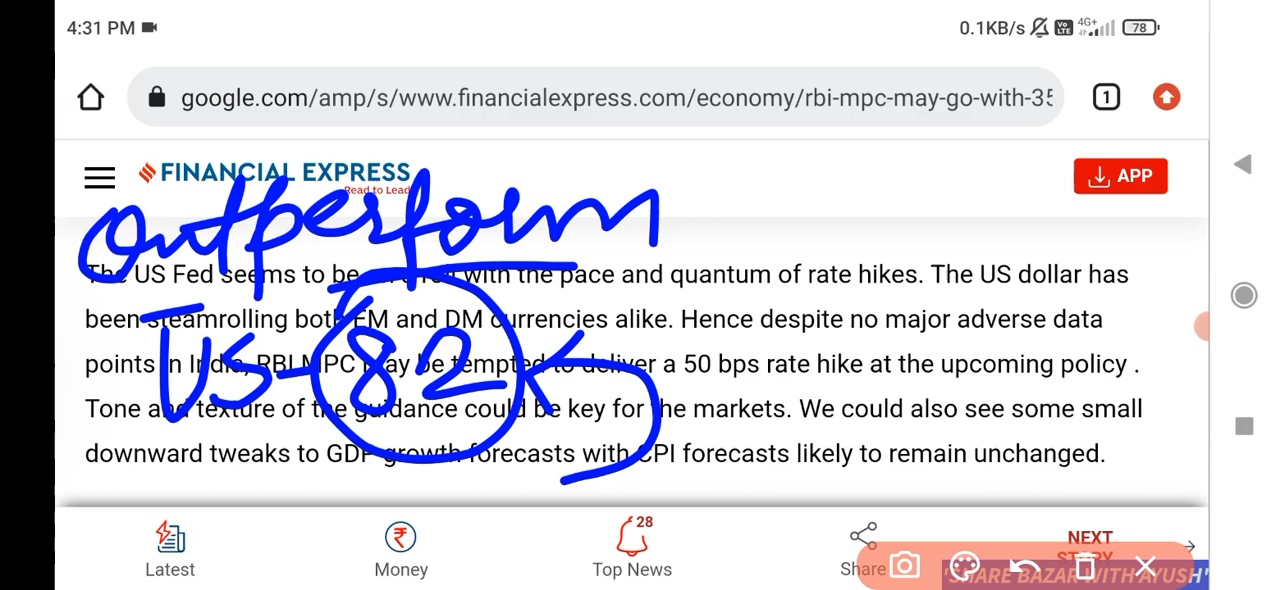 4:31 PM
0.1KB/s Vo LTE 4G+ 78
google.com/amp/s/www.financialexpress.com/economy/rbi-mpc-may-go-with-35
1
FINANCIAL EXPRESS
Read to Lead
APP
Outperform
The US Fed seems to be with the pace and quantum of rate hikes. The US dollar has
been steamrolling both EM and DM currencies alike. Hence despite no major adverse data
points in India, RBI MPC may be tempted to deliver a 50 bps rate hike at the upcoming policy .
US - 82
Tone and texture of the guidance could be key for the markets. We could also see some small
downward tweaks to GDP growth forecasts with CPI forecasts likely to remain unchanged.
28
Latest
Money
Top News
Share
NEXT
STORY
'SHARE BAZAR WITH AYUSH'